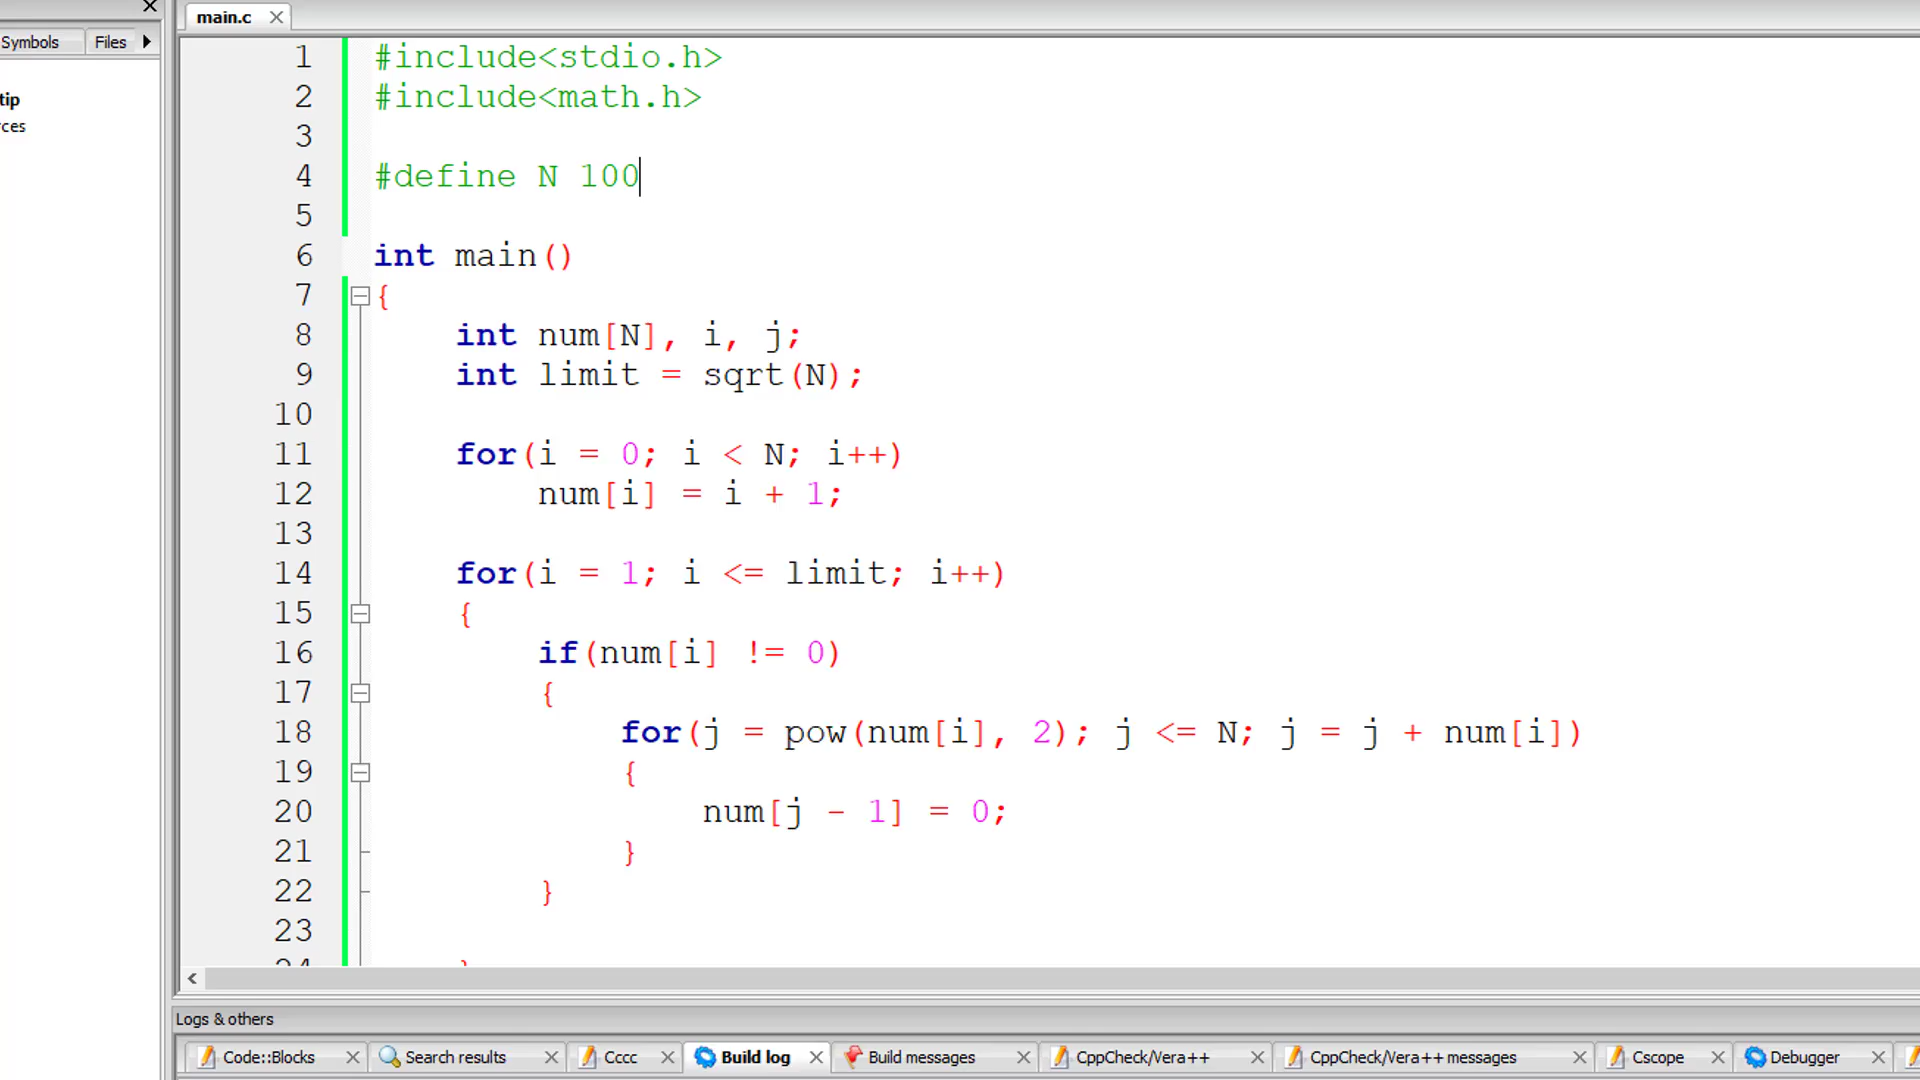 main.c
Symbols Files
tip
rces
1 #include<stdio.h>
2 #include<math.h>
3
4 #define N 100
5
6 int main()
7 {
8 int num[N], i, j;
9 int limit = sqrt(N);
10
11 for(i = 0; i < N; i++)
12 num[i] = i + 1;
13
14 for(i = 1; i <= limit; i++)
15 {
16 if(num[i] != 0)
17 {
18 for(j = pow(num[i], 2); j <= N; j = j + num[i])
19 {
20 num[j - 1] = 0;
21 }
22 }
23
24 }
Logs & others
Code::Blocks Search results Cccc Build log Build messages CppCheck/Vera++ CppCheck/Vera++ messages Cscope Debugger